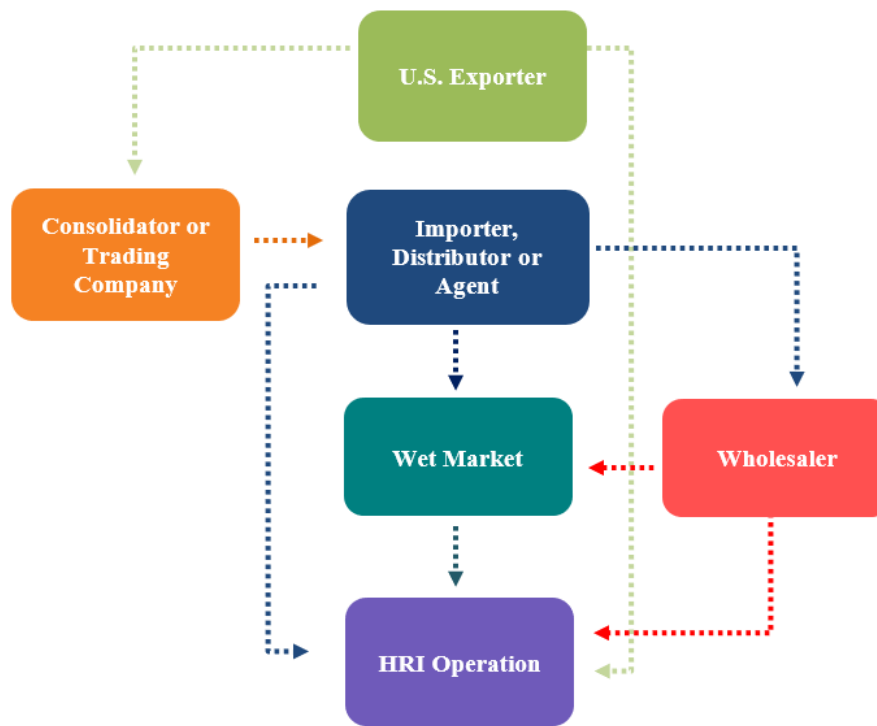 U.S. Exporter
Consolidator or
Trading
Company
Importer,
Distributor or
Agent
Wet Market
Wholesaler
HRI Operation